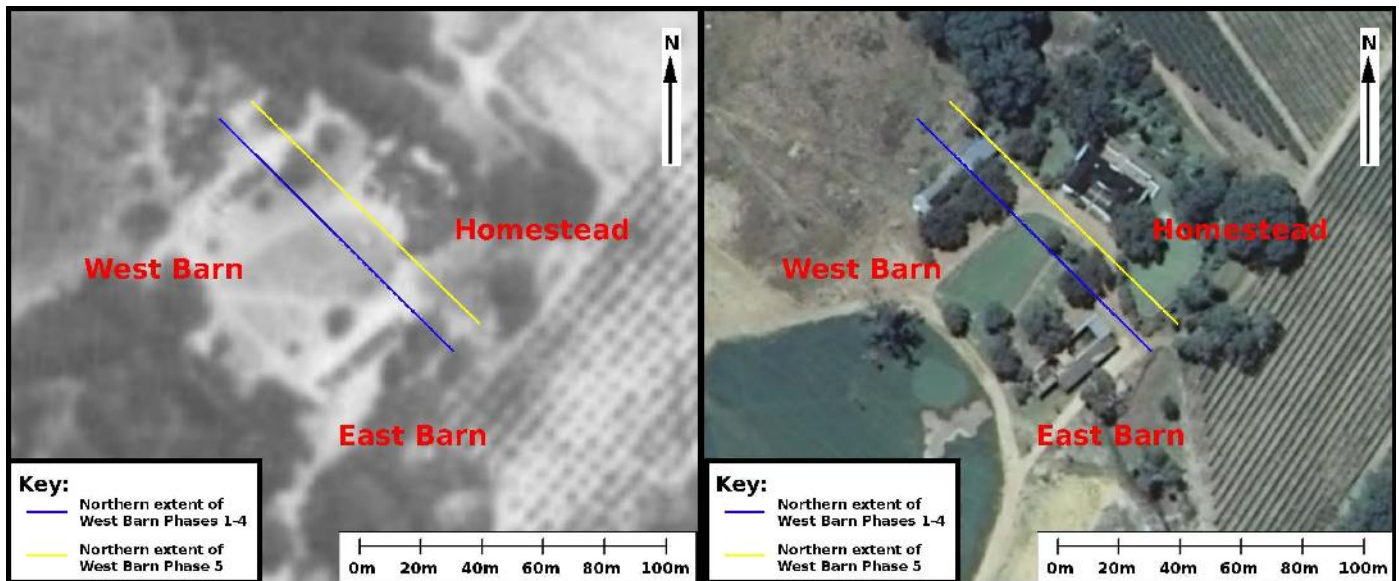 N
Homestead
West Barn
East Barn
Key:
Northern extent of
West Barn Phases 1-4
Northern extent of
West Barn Phase 5
0m 20m 40m 60m 80m 100m
N
Homestead
West Barn
East Barn
Key:
Northern extent of
West Barn Phases 1-4
Northern extent of
West Barn Phase 5
0m 20m 40m 60m 80m 100m